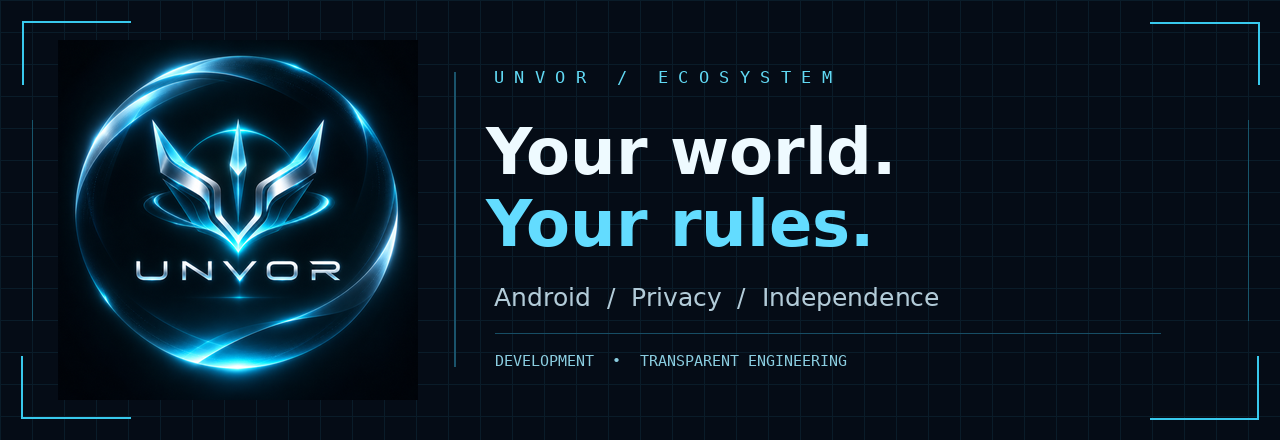 UNVOR
UNVOR / ECOSYSTEM
Your world.
Your rules.
Android / Privacy / Independence
DEVELOPMENT • TRANSPARENT ENGINEERING